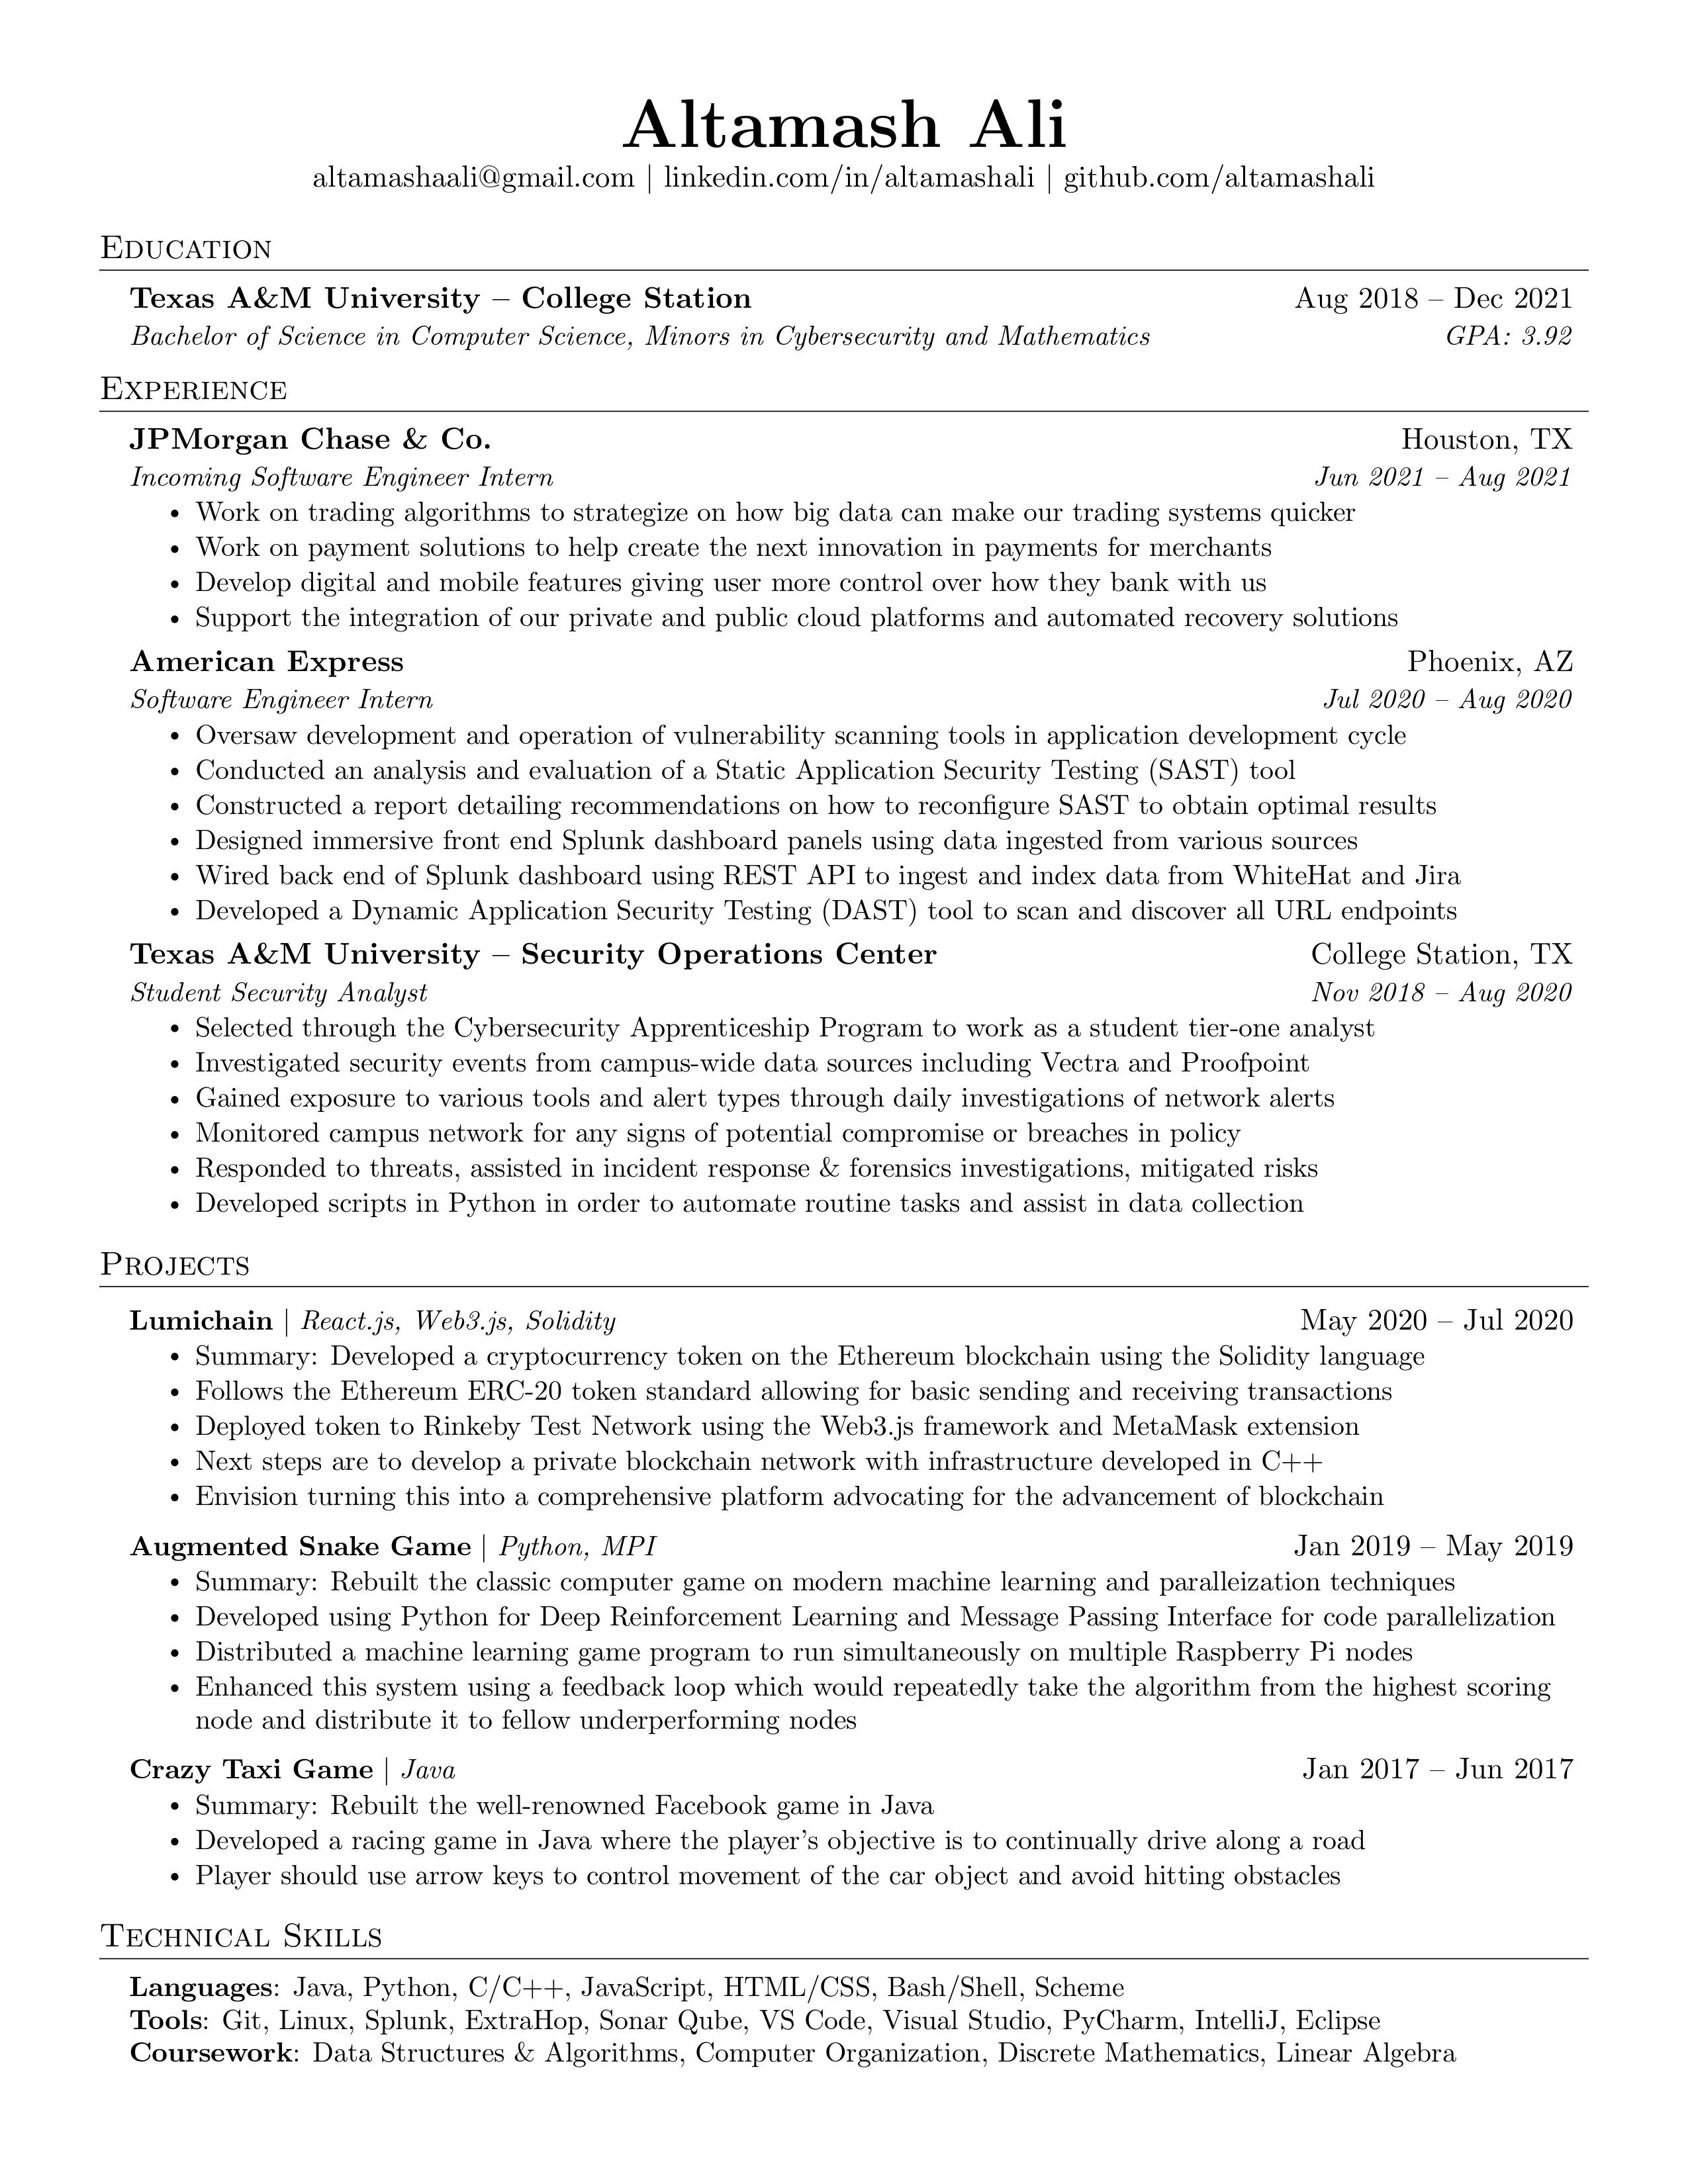 Altamash Ali
altamashaali@gmail.com | linkedin.com/in/altamashali | github.com/altamashali
Education
Texas A&M University – College Station Aug 2018 – Dec 2021
Bachelor of Science in Computer Science, Minors in Cybersecurity and Mathematics GPA: 3.92
Experience
JPMorgan Chase & Co. Houston, TX
Incoming Software Engineer Intern Jun 2021 – Aug 2021
• Work on trading algorithms to strategize on how big data can make our trading systems quicker
• Work on payment solutions to help create the next innovation in payments for merchants
• Develop digital and mobile features giving user more control over how they bank with us
• Support the integration of our private and public cloud platforms and automated recovery solutions
American Express Phoenix, AZ
Software Engineer Intern Jul 2020 – Aug 2020
• Oversaw development and operation of vulnerability scanning tools in application development cycle
• Conducted an analysis and evaluation of a Static Application Security Testing (SAST) tool
• Constructed a report detailing recommendations on how to reconfigure SAST to obtain optimal results
• Designed immersive front end Splunk dashboard panels using data ingested from various sources
• Wired back end of Splunk dashboard using REST API to ingest and index data from WhiteHat and Jira
• Developed a Dynamic Application Security Testing (DAST) tool to scan and discover all URL endpoints
Texas A&M University – Security Operations Center College Station, TX
Student Security Analyst Nov 2018 – Aug 2020
• Selected through the Cybersecurity Apprenticeship Program to work as a student tier-one analyst
• Investigated security events from campus-wide data sources including Vectra and Proofpoint
• Gained exposure to various tools and alert types through daily investigations of network alerts
• Monitored campus network for any signs of potential compromise or breaches in policy
• Responded to threats, assisted in incident response & forensics investigations, mitigated risks
• Developed scripts in Python in order to automate routine tasks and assist in data collection
Projects
Lumichain | React.js, Web3.js, Solidity May 2020 – Jul 2020
• Summary: Developed a cryptocurrency token on the Ethereum blockchain using the Solidity language
• Follows the Ethereum ERC-20 token standard allowing for basic sending and receiving transactions
• Deployed token to Rinkeby Test Network using the Web3.js framework and MetaMask extension
• Next steps are to develop a private blockchain network with infrastructure developed in C++
• Envision turning this into a comprehensive platform advocating for the advancement of blockchain
Augmented Snake Game | Python, MPI Jan 2019 – May 2019
• Summary: Rebuilt the classic computer game on modern machine learning and paralleization techniques
• Developed using Python for Deep Reinforcement Learning and Message Passing Interface for code parallelization
• Distributed a machine learning game program to run simultaneously on multiple Raspberry Pi nodes
• Enhanced this system using a feedback loop which would repeatedly take the algorithm from the highest scoring
node and distribute it to fellow underperforming nodes
Crazy Taxi Game | Java Jan 2017 – Jun 2017
• Summary: Rebuilt the well-renowned Facebook game in Java
• Developed a racing game in Java where the player's objective is to continually drive along a road
• Player should use arrow keys to control movement of the car object and avoid hitting obstacles
Technical Skills
Languages: Java, Python, C/C++, JavaScript, HTML/CSS, Bash/Shell, Scheme
Tools: Git, Linux, Splunk, ExtraHop, Sonar Qube, VS Code, Visual Studio, PyCharm, IntelliJ, Eclipse
Coursework: Data Structures & Algorithms, Computer Organization, Discrete Mathematics, Linear Algebra